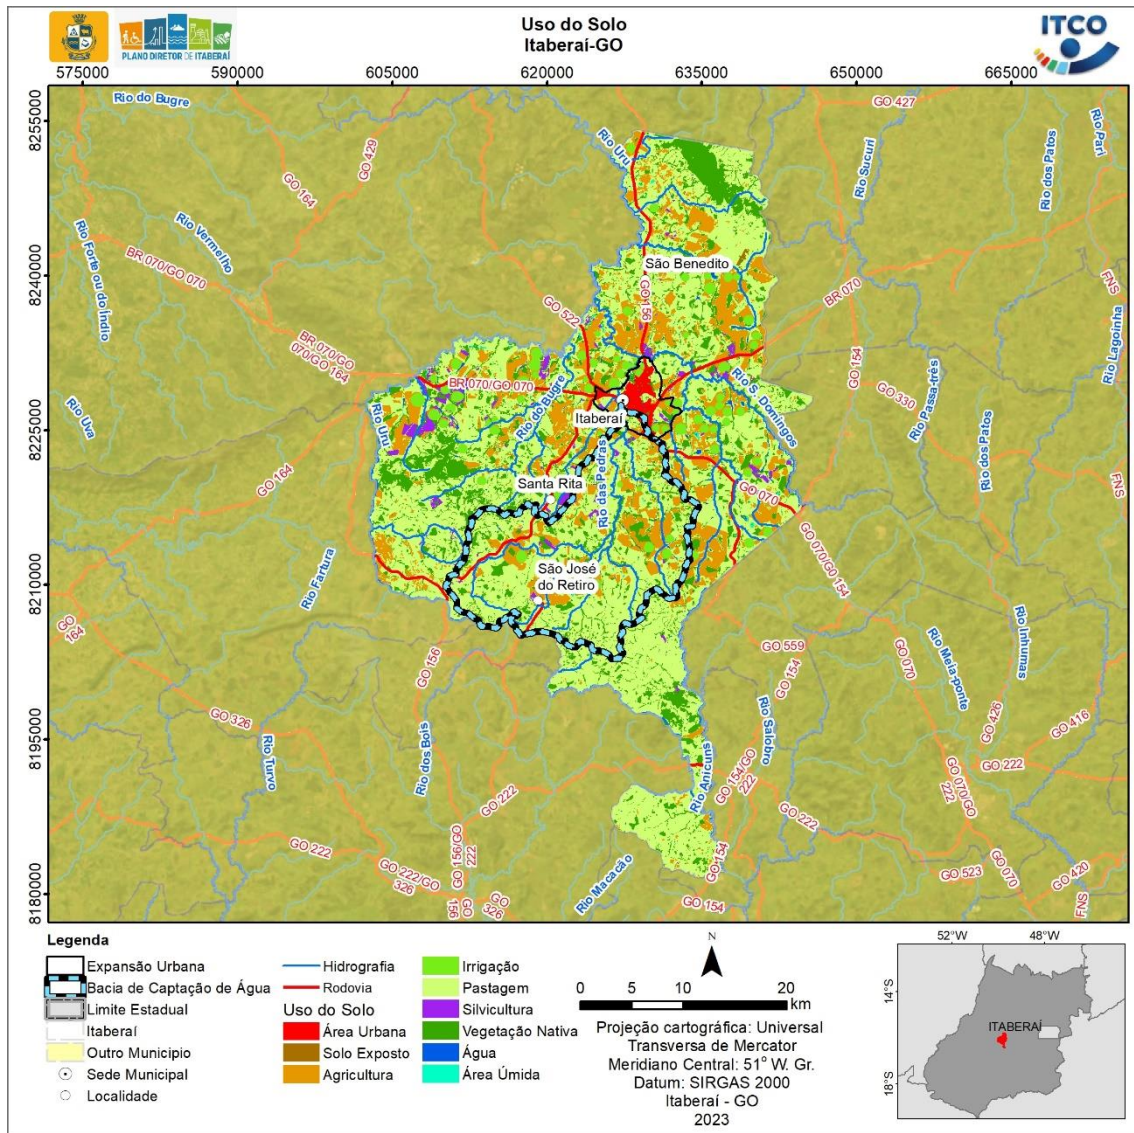 Uso do Solo
Itaberaí-GO
PLANO DIRETOR DE ITABERAÍ
ITCO
575000
590000
605000
620000
635000
650000
665000
8255000
8240000
8225000
8210000
8195000
8180000
Rio do Bugre
GO 427
GO 429
GO 164
Rio Uru
Rio Sucuri
Rio dos Patos
Rio Pari
Rio Vermelho
Rio Forte ou do Índio
BR 070/GO 070
São Benedito
GO 156
GO 522
BR 070
FNS
Rio Lagoinha
BR 070/GO
070/GO 164
GO 154
BR 070/GO 070
Rio do Bugre
Rio S. Domingos
GO 330
Rio Passa-três
Rio Uva
Rio Uru
Itaberaí
Rio dos Patos
GO 164
Santa Rita
Rio das Pedras
GO 070
FNS
Rio Fartura
São José
do Retiro
GO 070/GO 154
GO
164
GO 156
GO 559
GO 154
Rio Meia-ponte
Rio Inhumas
GO 070
GO 326
Rio Turvo
Rio dos Bois
Rio Salobro
GO 426
GO 416
Rio Anicuns
GO 154/GO
222
GO 222
GO 222
GO 070/GO
222
GO 222
GO 222
GO 156/GO
222
GO 222/GO
326
GO
156
GO
326
Rio Macacão
GO 154
GO 154
GO 523
GO 070
GO 420
FNS
Legenda
Expansão Urbana
Bacia de Captação de Água
Limite Estadual
Itaberaí
Outro Municipio
Sede Municipal
Localidade
Hidrografia
Rodovia
Uso do Solo
Área Urbana
Solo Exposto
Agricultura
Irrigação
Pastagem
Silvicultura
Vegetação Nativa
Água
Área Úmida
N
0 5 10 20
km
Projeção cartográfica: Universal
Transversa de Mercator
Meridiano Central: 51° W. Gr.
Datum: SIRGAS 2000
Itaberaí - GO
2023
52°W
48°W
14°S
18°S
ITABERAÍ